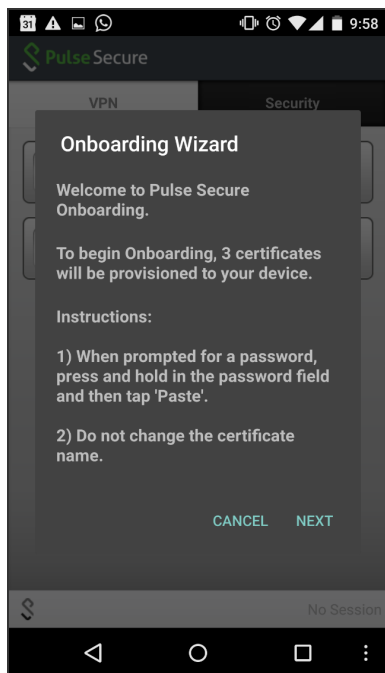 31
9:58
Pulse Secure
VPN
Security
Onboarding Wizard
Welcome to Pulse Secure
Onboarding.
To begin Onboarding, 3 certificates
will be provisioned to your device.
Instructions:
1) When prompted for a password,
press and hold in the password field
and then tap 'Paste'.
2) Do not change the certificate
name.
CANCEL
NEXT
No Session